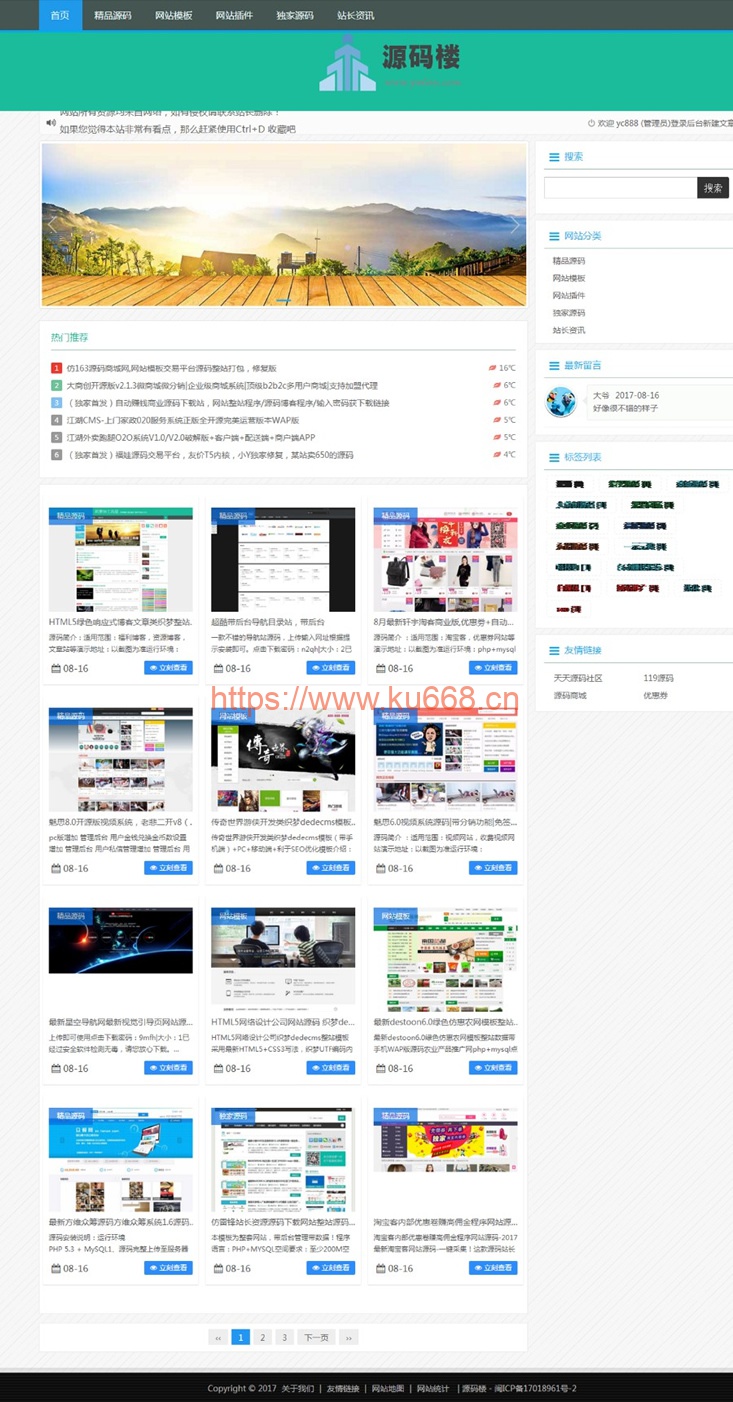 首页 精品源码 网站模板 网站插件 独家源码 站长资讯
源码楼
网站所有资源均来自网络，如有侵权请联系站长删除！
如果您觉得本站非常有看点，那么赶紧使用Ctrl+D 收藏吧
欢迎 yc888 (管理员)登录后台新建文章
搜索
搜索
网站分类
精品源码
网站模板
网站插件
独家源码
站长资讯
最新留言
大爷 2017-08-16
好像很不错的样子
标签列表
友情链接
天天源码社区 119源码
源码商城 优惠券
热门推荐
1 仿163源码商城网,网站模板交易平台源码整站打包，修复版 16℃
2 大商创开源版v2.1.3微商城微分销|企业级商城系统|顶级b2b2c多用户商城|支持加盟代理 6℃
3 （独家首发）自动赚钱商业源码下载站，网站整站程序/源码博客程序/输入密码获下载链接 6℃
4 江湖CMS-上门家政020服务系统正版全开源完美运营版本WAP版 5℃
5 江湖外卖跑腿O2O系统V1.0/V2.0破解版+客户端+配送端+商户端APP 5℃
6 （独家首发）福娃源码交易平台，友价T5内核，小Y独家修复，某站卖650的源码 4℃
精品源码 精品源码
HTML5绿色响应式博客文章类织梦整站.. 超酷带后台导航目录站，带后台 8月最新轩宇淘客商业版,优惠劵+自动...
源码简介：适用范围：福利博客，资源博客， 一款不错的导航站源码，上传输入网址根据提 源码简介：适用范围：淘宝客，优惠劵网站等
文章站等演示地址：以截图为准运行环境： 示安装即可。点击下载密码：n2qh|大小：2已 演示地址：以截图为准运行环境：php+mysql
08-16 立刻查看 08-16 立刻查看 08-16 立刻查看
https://www.ku668.cn
精品源码 网站模板 精品源码
魅思8.0开源版视频系统，老非二开v8（. 传奇世界游侠开发类织梦dedecms模板.. 魅思6.0视频系统源码|带分销功能|免签...
pc版增加 管理后台 用户金钱兑换金币数设置 传奇世界游侠开发类织梦dedecms模板（带手 源码简介 ：适用范围：视频网站，收费视频网
增加 管理后台 用户私信管理增加 管理后台 用 机端）+PC+移动端+利于SEO优化模板介绍： 站演示地址：以截图为准运行环境：
08-16 立刻查看 08-16 立刻查看 08-16 立刻查看
精品源码 网站模板 网站模板
最新星空导航网最新视觉引导页网站源... HTML5网络设计公司网站源码 织梦de... 最新destoon6.0绿色仿惠农网模板整站..
上传即可使用点击下载密码：9mfh|大小：1已 HTML5网络设计公司织梦dedecms整站模板 最新destoon6.0绿色仿惠农网模板整站数据带
经过安全软件检测无毒，请您放心下载。... 采用最新HTML5+CSS3写法，织梦UTF编码内 手机WAP版源码农业产品推广网php+mysql点
08-16 立刻查看 08-16 立刻查看 08-16 立刻查看
精品源码 独家源码
最新方维众筹源码方维众筹系统1.6源码.. 仿雷锋站长资源源码下载网站整站源码... 淘宝客内部优惠卷赚高佣金程序网站源...
源码安装说明：运行环境 本模板为整套网站，带后台管理带数据！程序 淘宝客内部优惠卷赚高佣金程序网站源码-2017
PHP 5.3 + MySQL1、源码完整上传至服务器 语言：PHP+MYSQL空间要求：至少200M空 最新淘宝客网站源码-一键采集！这款源码站长
08-16 立刻查看 08-16 立刻查看 08-16 立刻查看
‹‹ 1 2 3 下一页 ››
Copyright © 2017 关于我们 | 友情链接 | 网站地图 | 网站统计 | 源码楼 - 闽ICP备17018961号-2